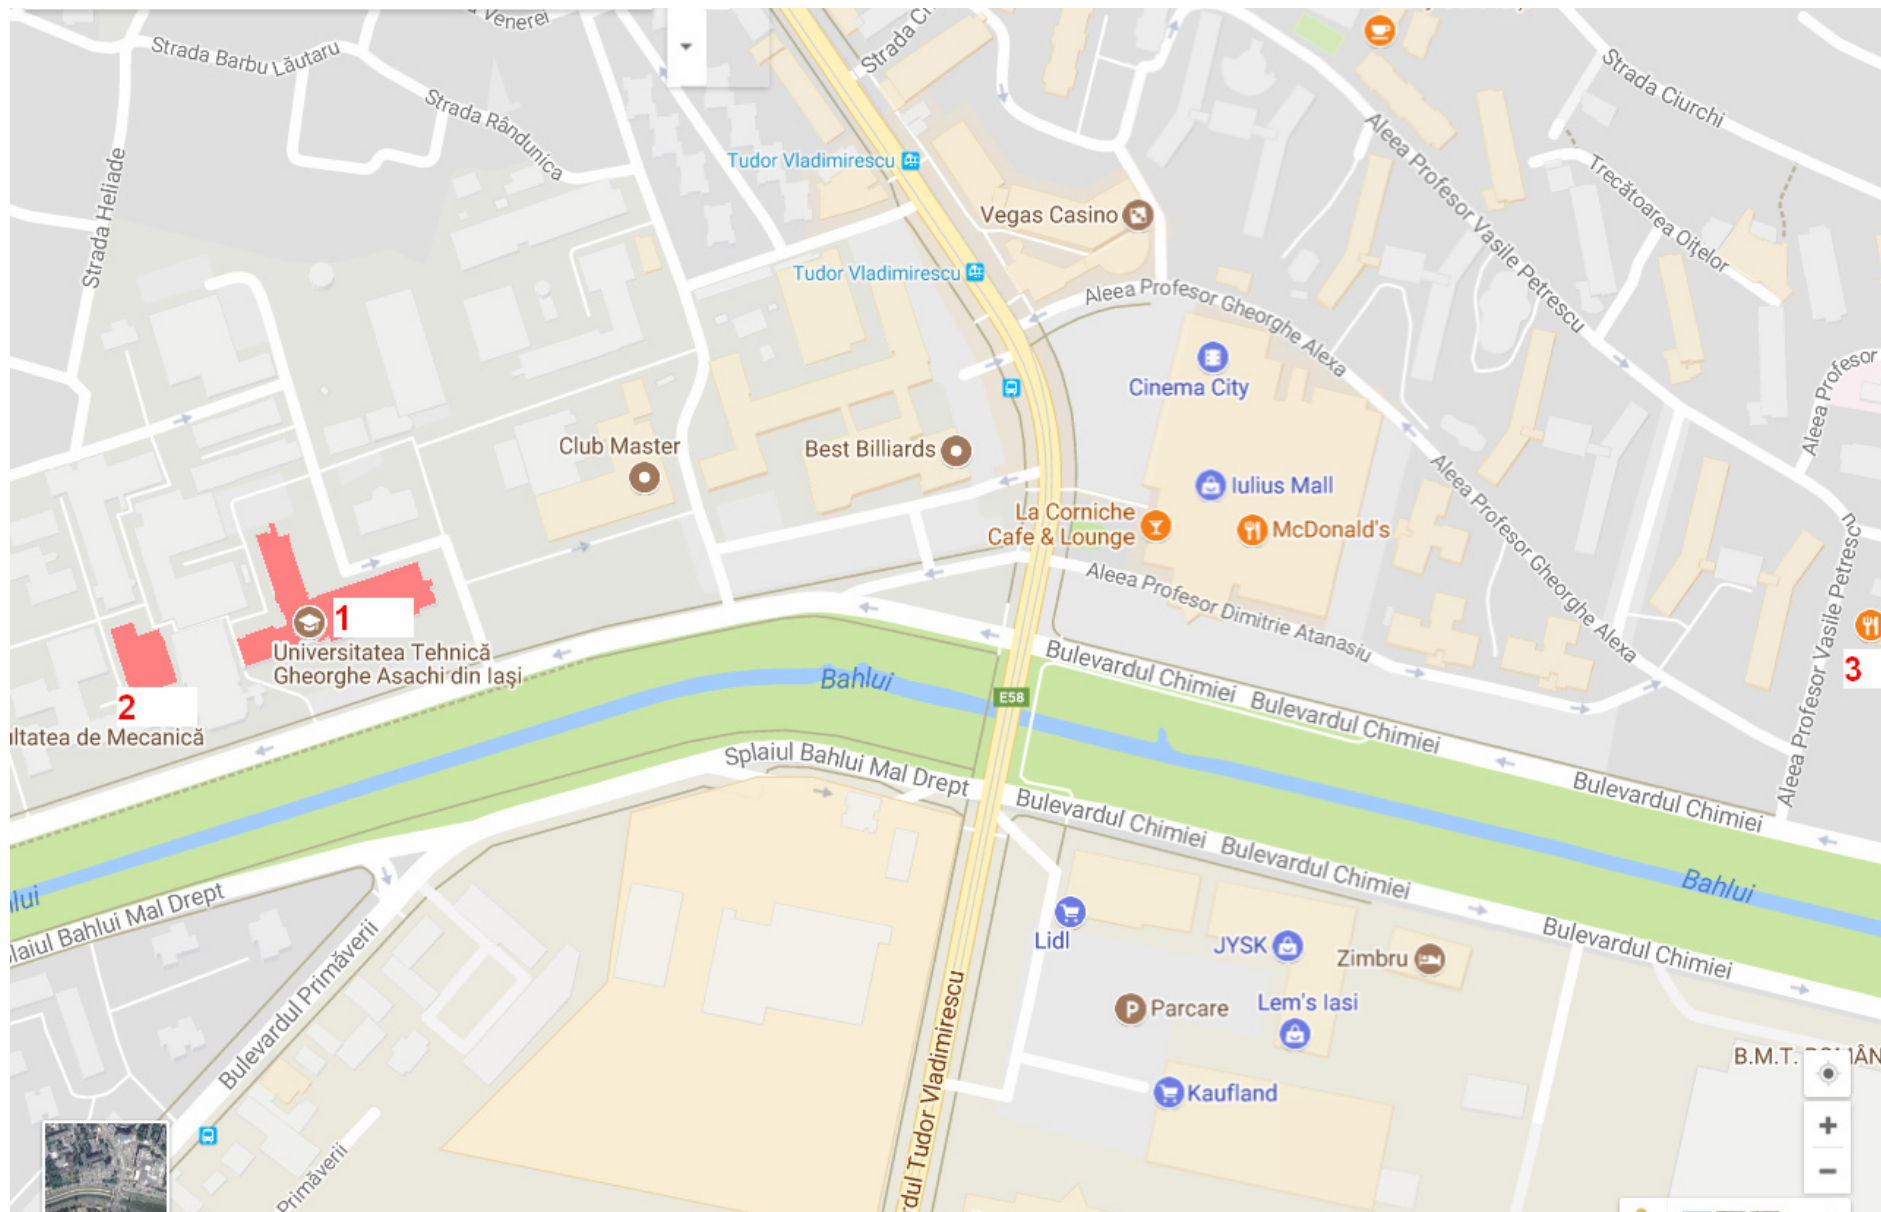 Venerei
Strada Barbu Lăutaru
Strada Rândunica
Strada Heliade
Tudor Vladimirescu
Tudor Vladimirescu
Vegas Casino
Strada Ciurchi
Aleea Profesor Vasile Petrescu
Trecătoarea Oițelor
Aleea Profesor Gheorghe Alexa
Cinema City
Aleea Profesor
Club Master
Best Billiards
Iulius Mall
La Corniche
Cafe & Lounge
McDonald's
Aleea Profesor Gheorghe Alexa
Aleea Profesor Dimitrie Atanasiu
Aleea Profesor Vasile Petrescu
1
Universitatea Tehnică
Gheorghe Asachi din Iași
2
ultatea de Mecanică
3
Bahlui
E58
Bulevardul Chimiei
Bulevardul Chimiei
Bulevardul Chimiei
Splaiul Bahlui Mal Drept
Bulevardul Chimiei
Bulevardul Chimiei
Bulevardul Chimiei
Bahlui
hlui
laiul Bahlui Mal Drept
Bulevardul Primăverii
Lidl
JYSK
Zimbru
Parcare
P
Lem's Iasi
Kaufland
B.M.T.
rdul Tudor Vladimirescu
Primăverii